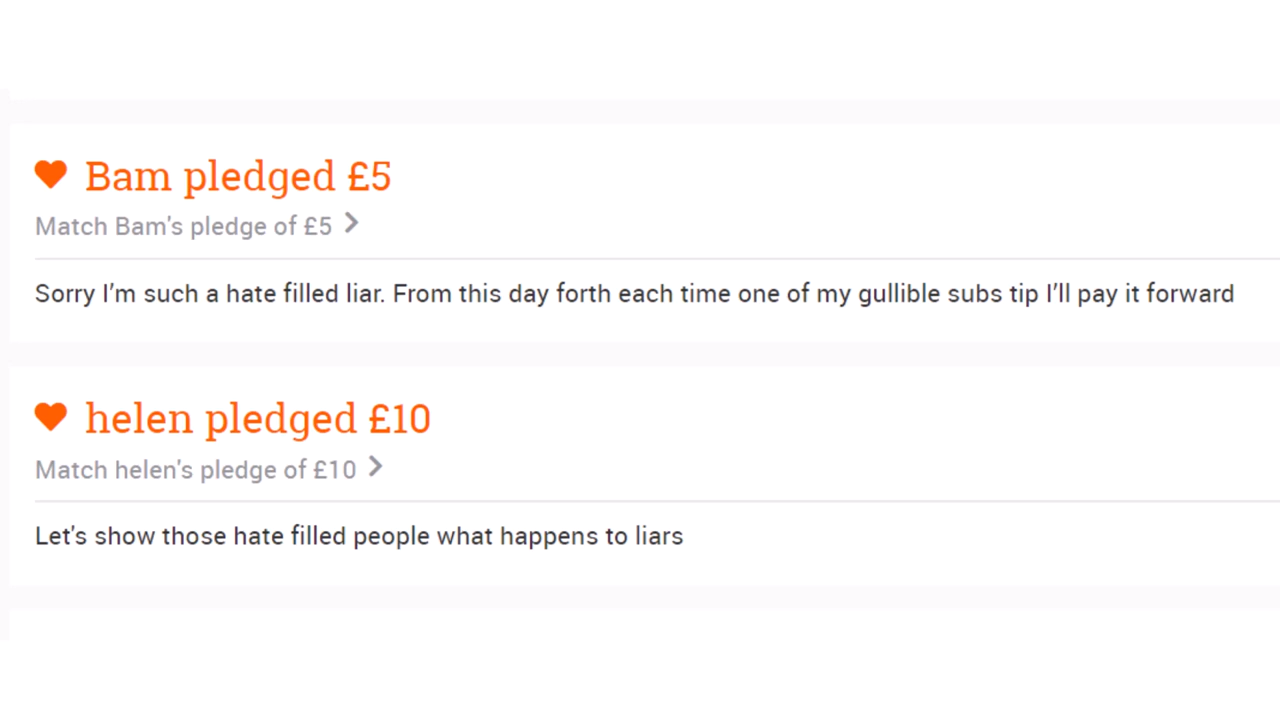 Bam pledged £5
Match Bam's pledge of £5
Sorry I'm such a hate filled liar. From this day forth each time one of my gullible subs tip I'll pay it forward
helen pledged £10
Match helen's pledge of £10
Let's show those hate filled people what happens to liars